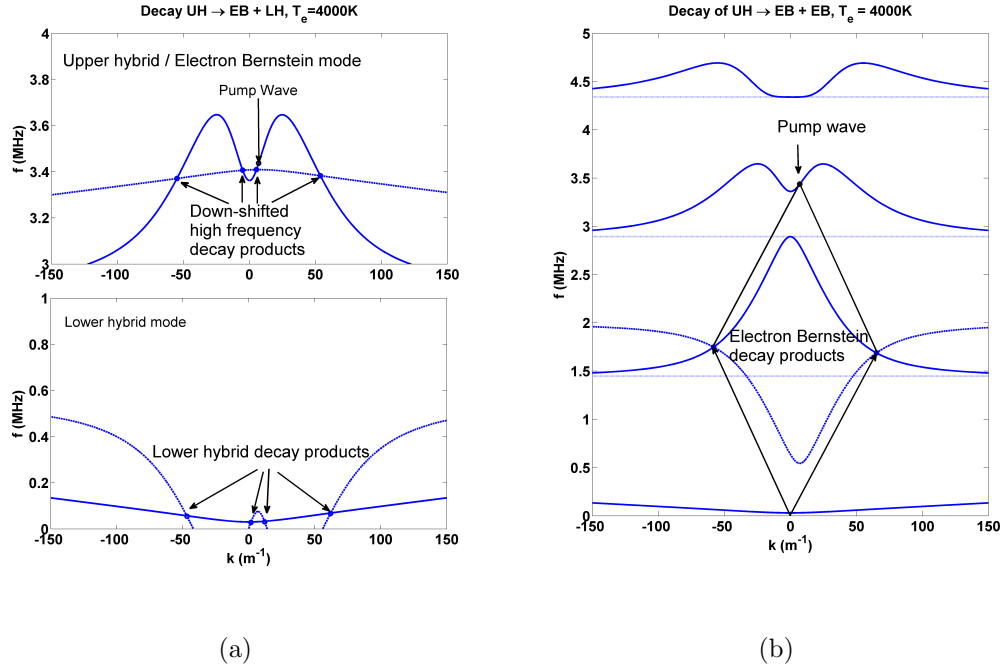 Decay UH → EB + LH, T_e=4000K
4
3.8
3.6
3.4
3.2
3
f (MHz)
Upper hybrid / Electron Bernstein mode
Pump Wave
Down-shifted
high frequency
decay products
-150 -100 -50 0 50 100 150
1
0.8
0.6
0.4
0.2
0
f (MHz)
Lower hybrid mode
Lower hybrid decay products
-150 -100 -50 0 50 100 150
k (m^-1)
(a)
Decay of UH → EB + EB, T_e = 4000K
5
4.5
4
3.5
3
2.5
2
1.5
1
0.5
0
f (MHz)
Pump wave
Electron Bernstein
decay products
-150 -100 -50 0 50 100 150
k (m^-1)
(b)